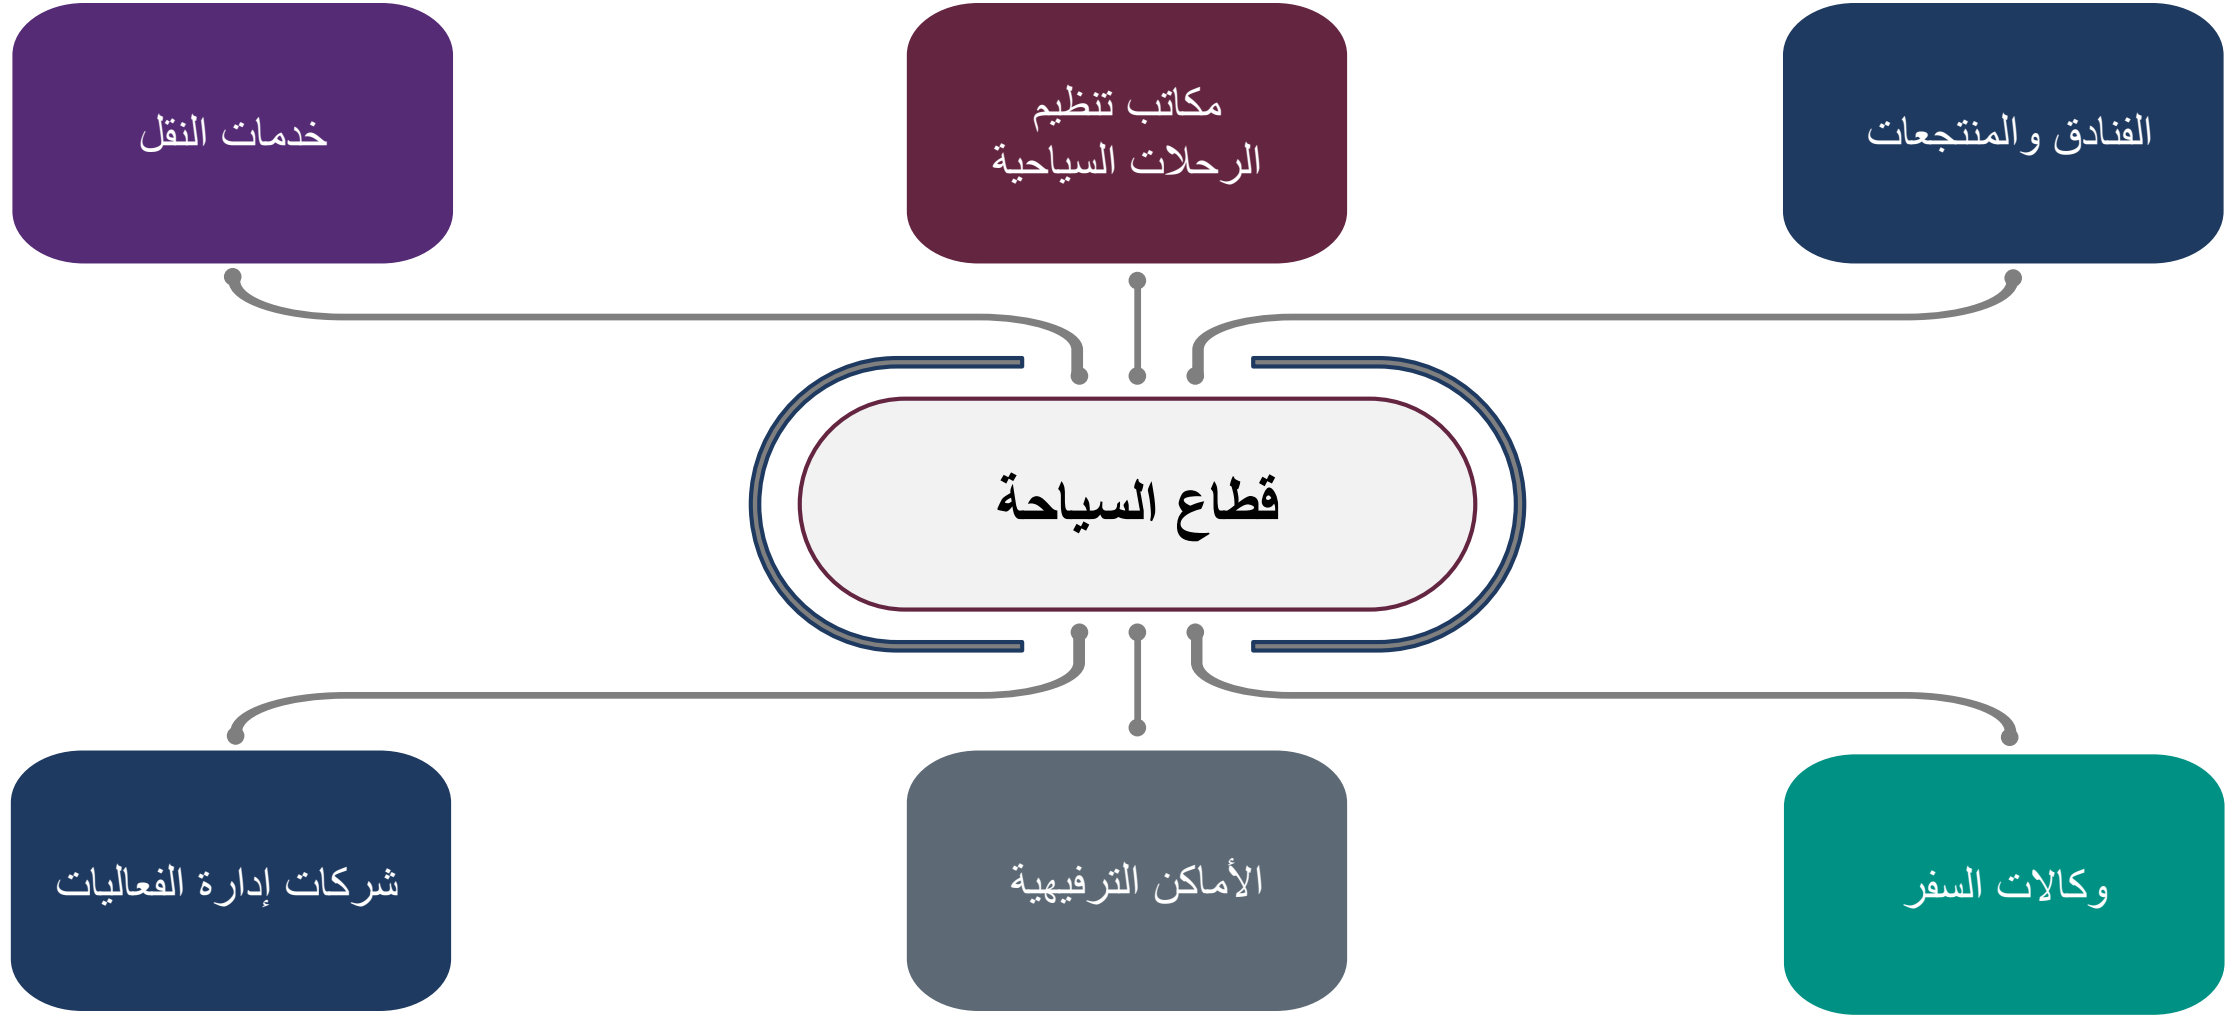 الفنادق والمنتجعات
مكاتب تنظيم
الرحلات السياحية
خدمات النقل
قطاع السياحة
وكالات السفر
الأماكن الترفيهية
شركات إدارة الفعاليات